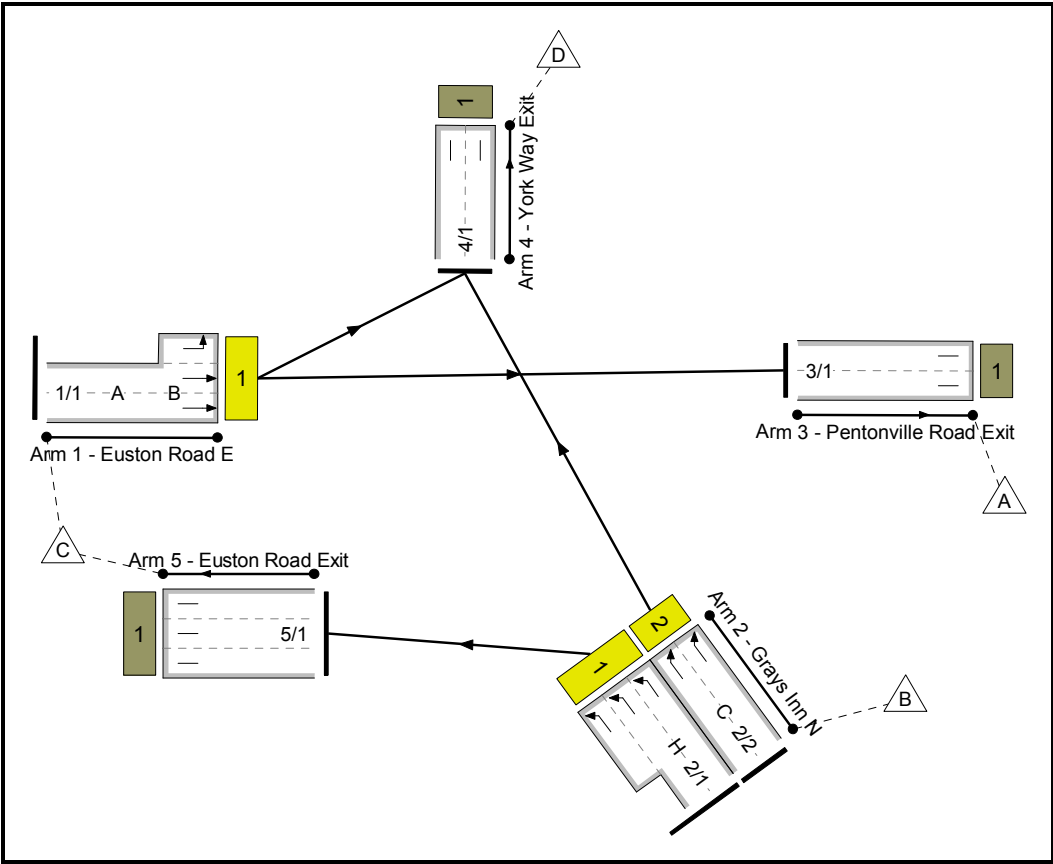 D
1
Arm 4 - York Way Exit
4/1
1/1
A
B
1
Arm 1 - Euston Road E
3/1
1
Arm 3 - Pentonville Road Exit
A
C
Arm 5 - Euston Road Exit
1
5/1
1
2
Arm 2 - Grays Inn N
B
C 2/2
H 2/1